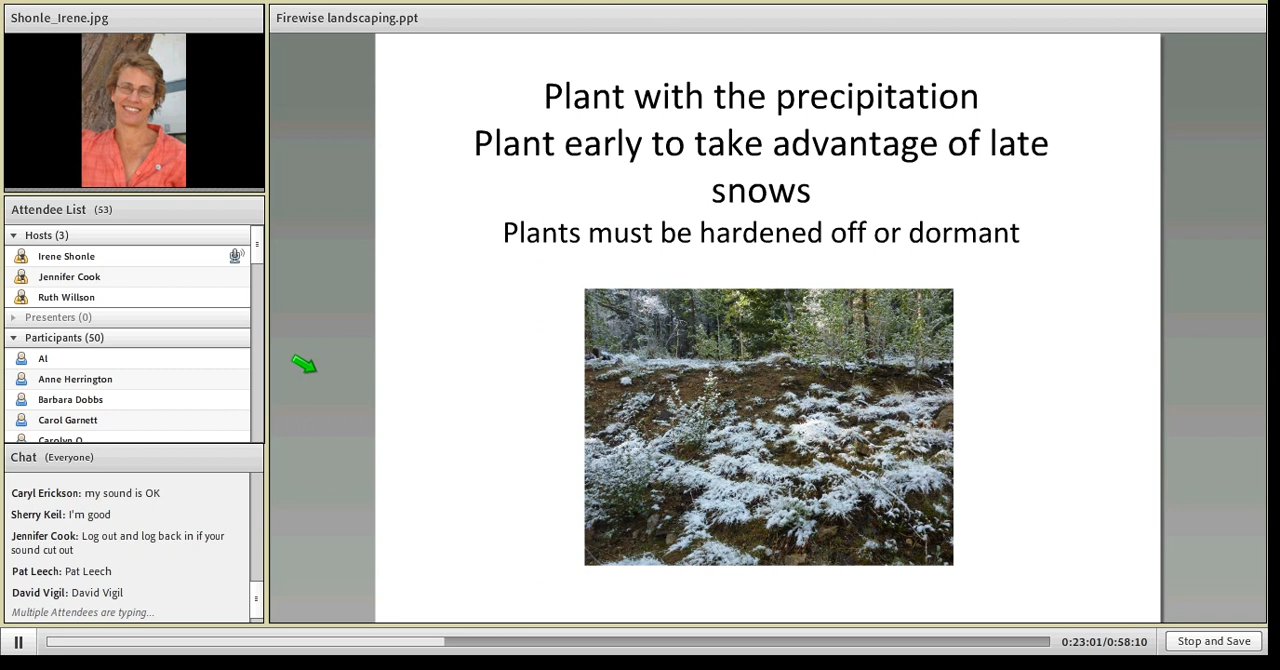 Shonle_Irene.jpg
Attendee List (53)
Hosts (3)
Irene Shonle
Jennifer Cook
Ruth Willson
Presenters (0)
Participants (50)
Al
Anne Herrington
Barbara Dobbs
Carol Garnett
Carolyn O
Chat (Everyone)
Caryl Erickson: my sound is OK
Sherry Keil: I'm good
Jennifer Cook: Log out and log back in if your
sound cut out
Pat Leech: Pat Leech
David Vigil: David Vigil
Multiple Attendees are typing...
Firewise landscaping.ppt
Plant with the precipitation
Plant early to take advantage of late
snows
Plants must be hardened off or dormant
0:23:01/0:58:10
Stop and Save